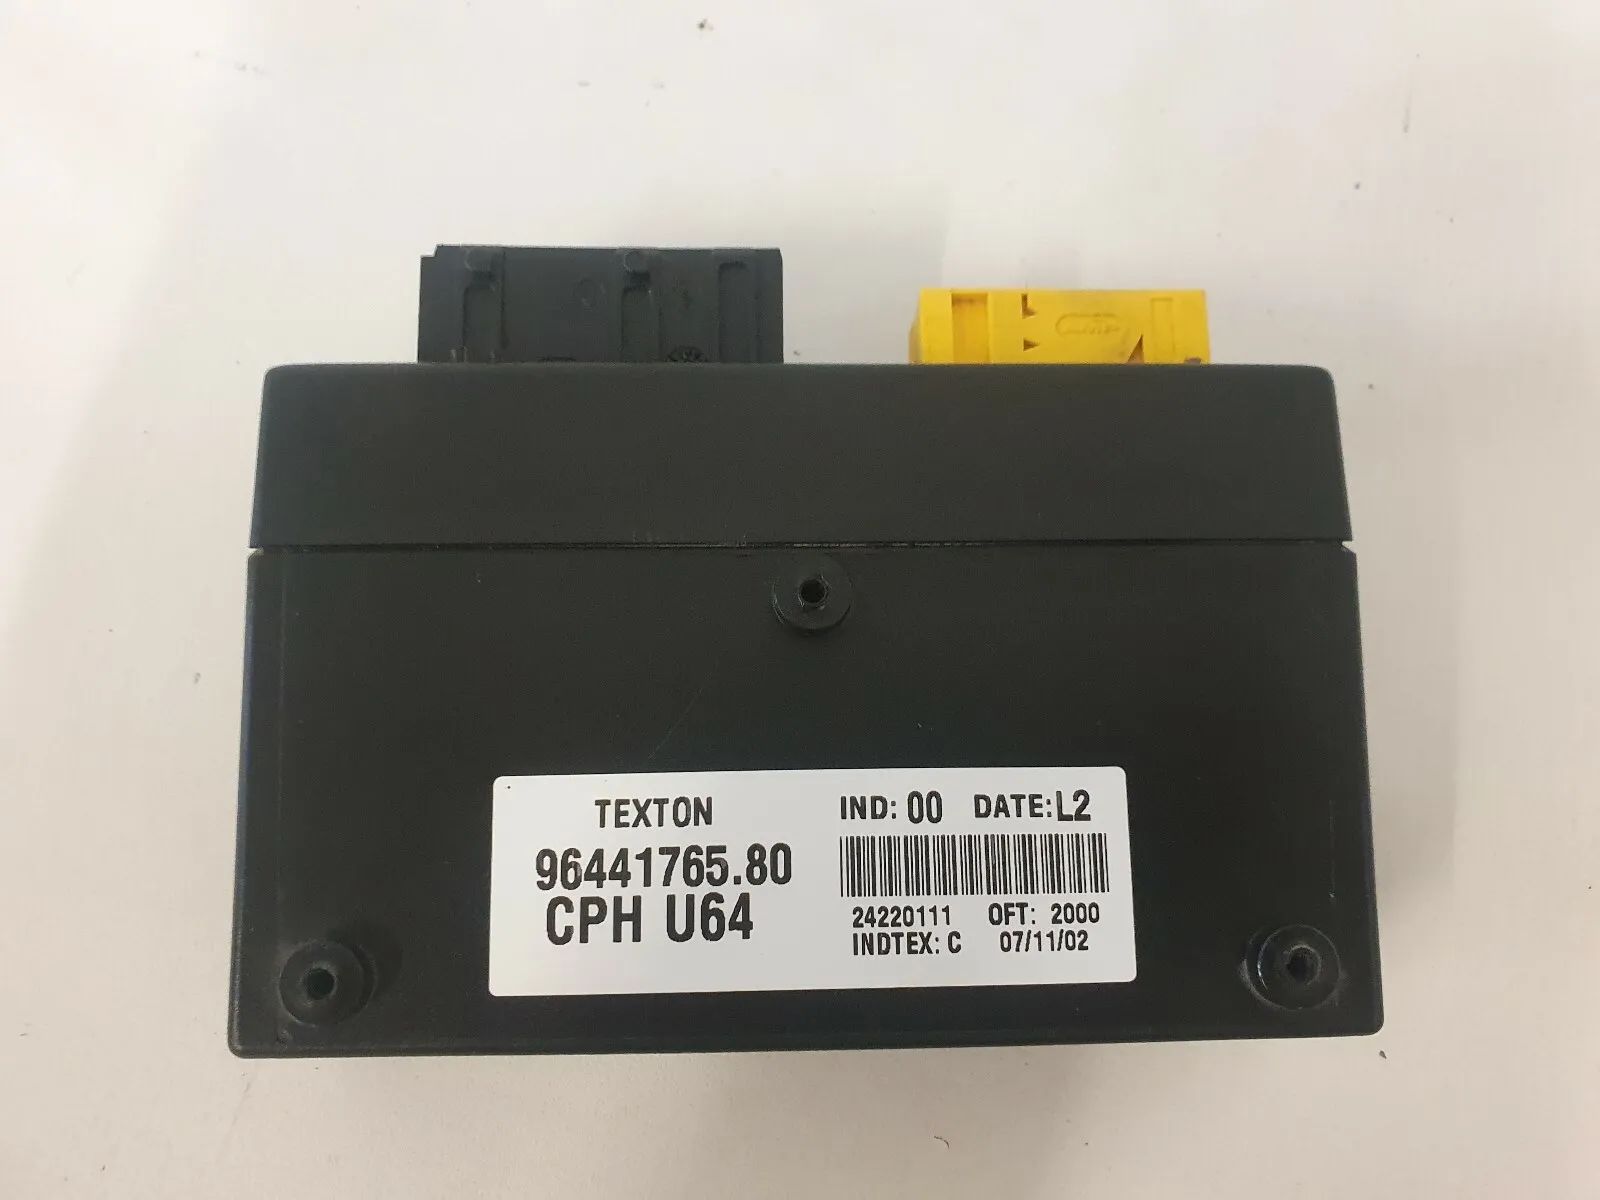 TEXTON
96441765.80
CPH U64
IND: 00 DATE: L2
24220111 OFT: 2000
INDTEX: C 07/11/02